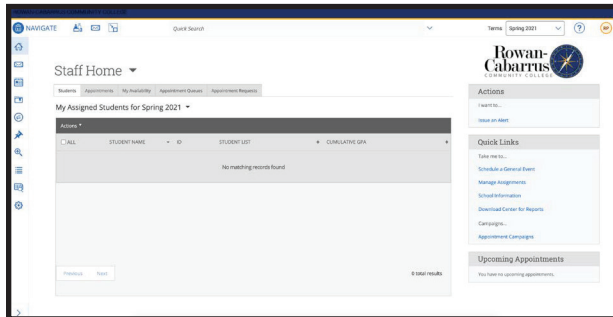 NAVIGATE
Quick Search
Terms
Spring 2021
?
Rowan-
Cabarrus
COMMUNITY COLLEGE
Staff Home
Students
Appointments
My Availability
Appointment Queues
Appointment Requests
My Assigned Students for Spring 2021
Actions
ALL
STUDENT NAME
ID
STUDENT LIST
CUMULATIVE GPA
No matching records found
Previous
Next
0 total results
Actions
I want to...
Issue an Alert
Quick Links
Take me to...
Schedule a General Event
Manage Assignments
School Information
Download Center for Reports
Campaigns...
Appointment Campaigns
Upcoming Appointments
You have no upcoming appointments.